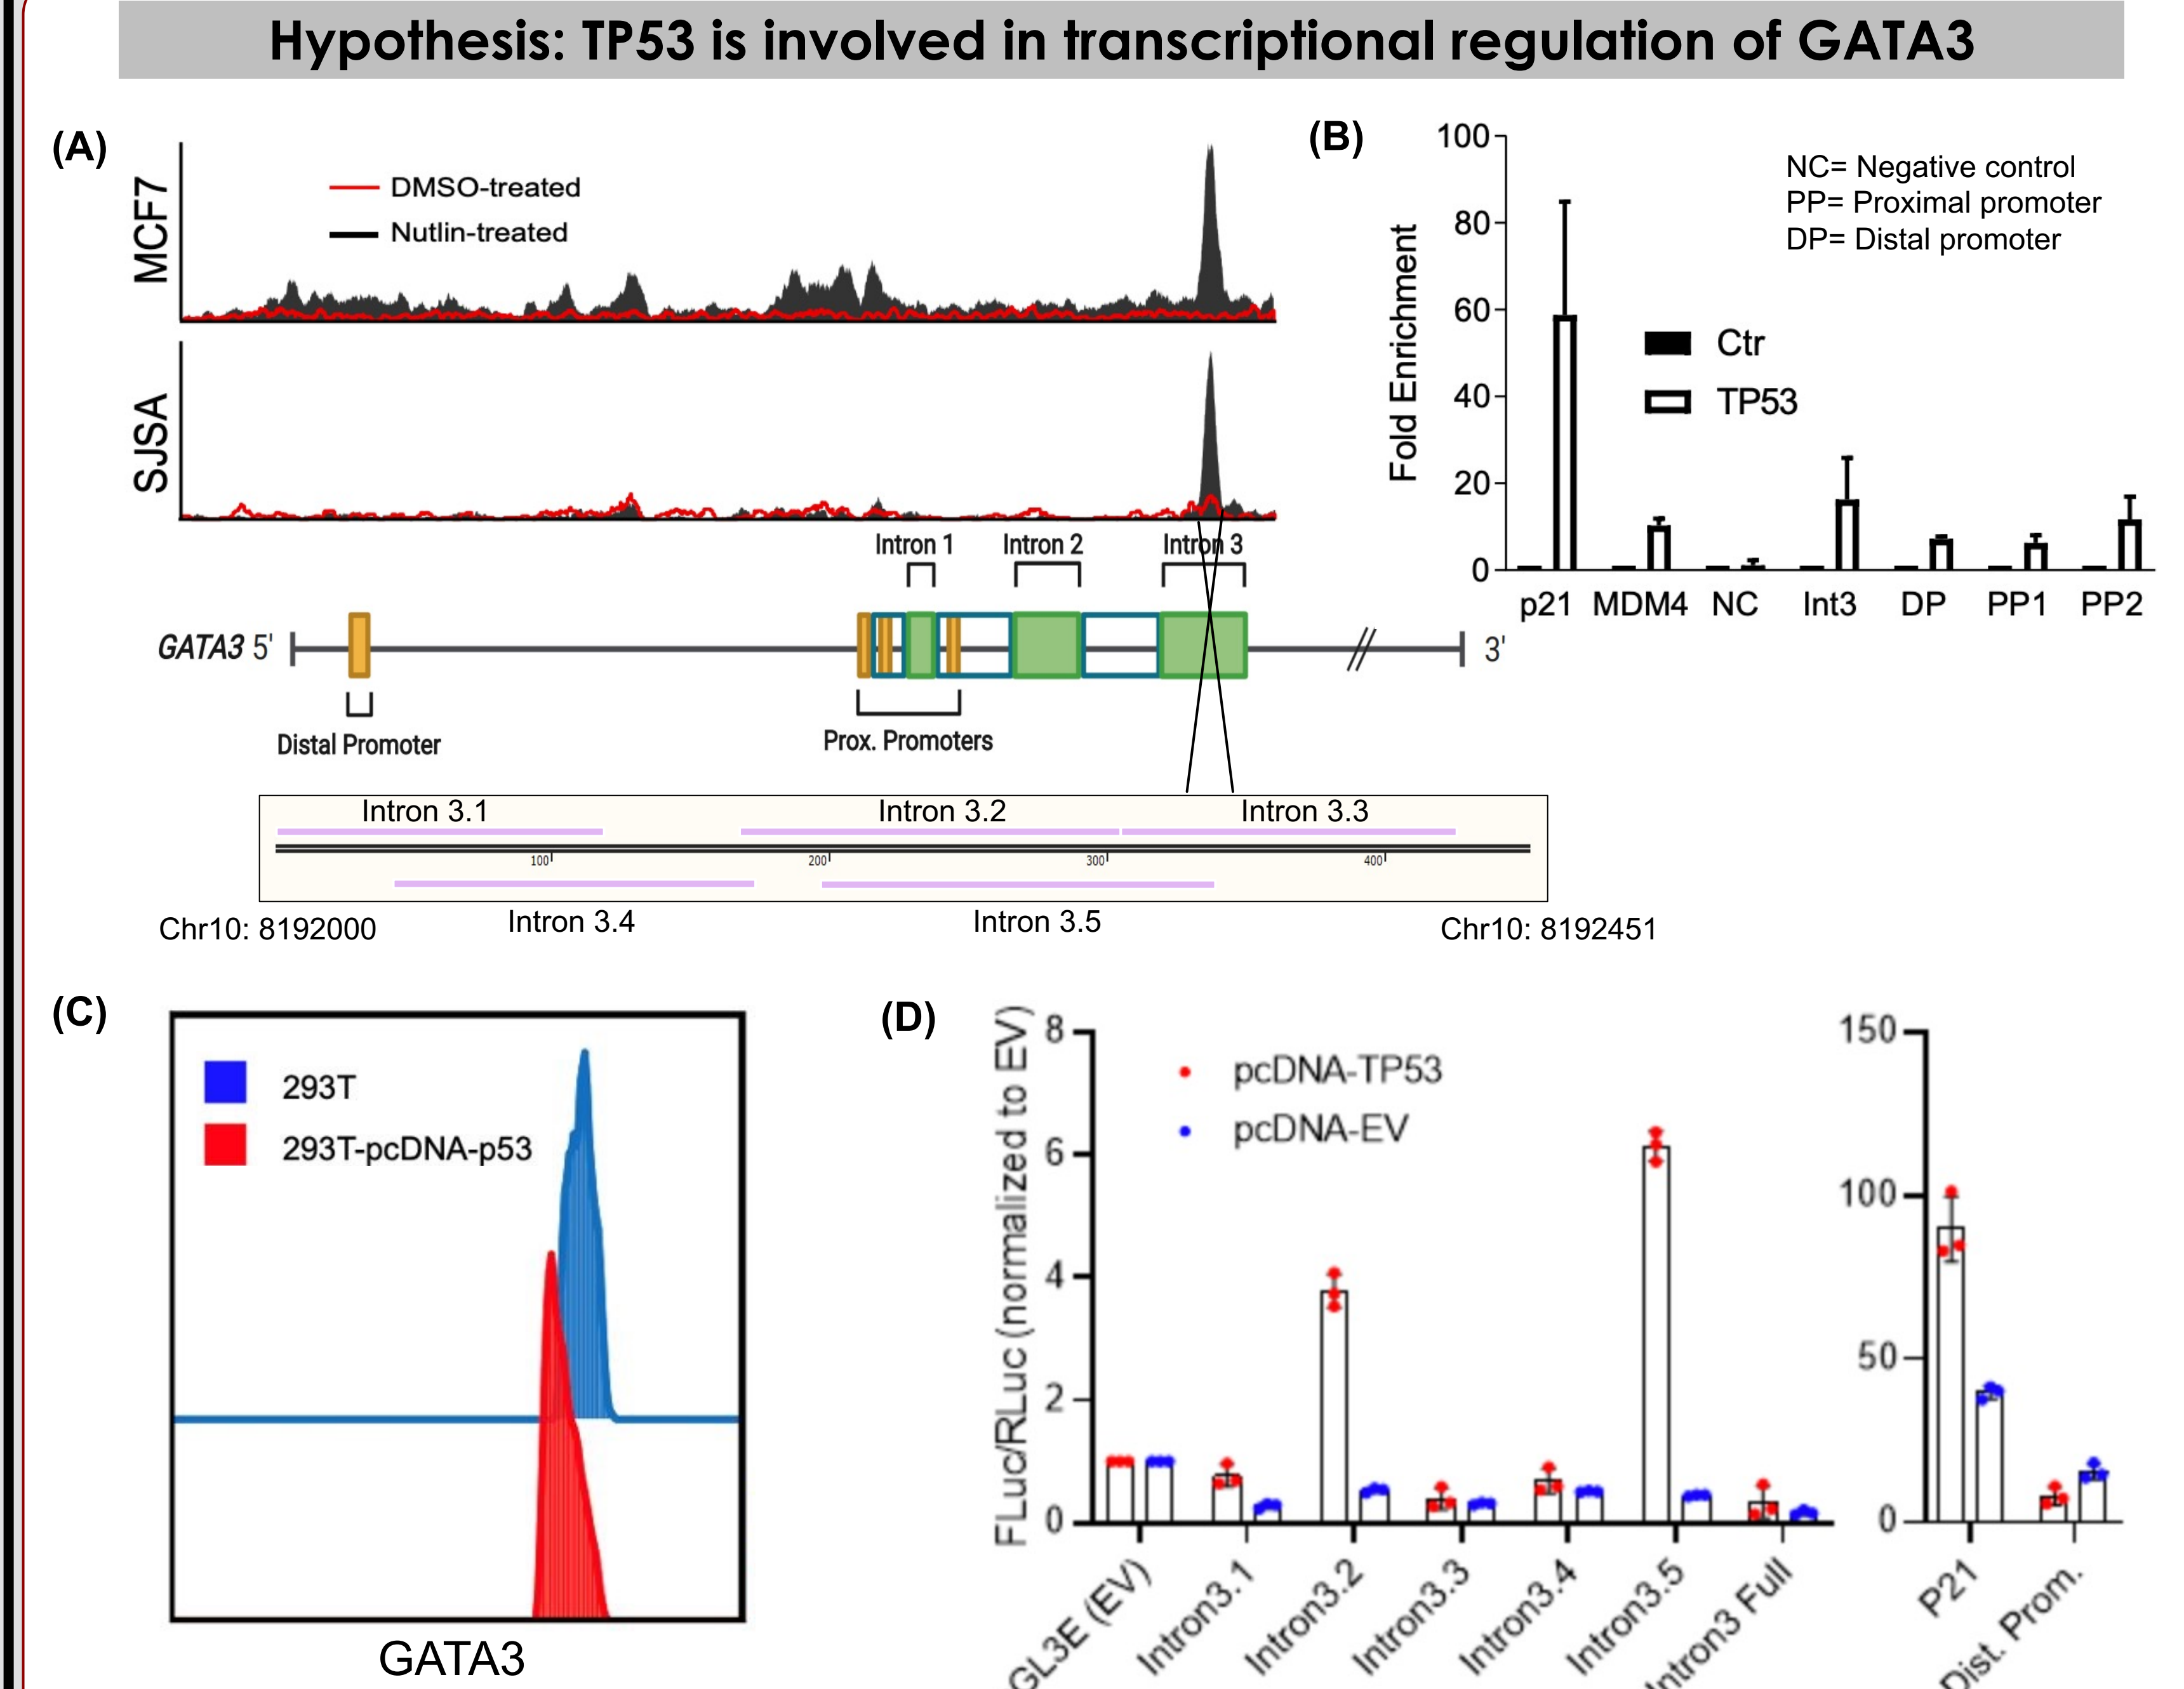 Hypothesis: TP53 is involved in transcriptional regulation of GATA3
(A)
MCF7
DMSO-treated
Nutlin-treated
SJSA
Intron 1
Intron 2
Intron 3
GATA3 5'
3'
Distal Promoter
Prox. Promoters
Intron 3.1
Intron 3.2
Intron 3.3
100
200
300
400
Intron 3.4
Intron 3.5
Chr10: 8192000
Chr10: 8192451
(B)
Fold Enrichment
100
80
60
40
20
0
NC= Negative control
PP= Proximal promoter
DP= Distal promoter
Ctr
TP53
p21
MDM4
NC
Int3
DP
PP1
PP2
(C)
293T
293T-pcDNA-p53
GATA3
(D)
FLuc/RLuc (normalized to EV)
8
6
4
2
0
pcDNA-TP53
pcDNA-EV
GL3E (EV)
Intron3.1
Intron3.2
Intron3.3
Intron3.4
Intron3.5
Intron3 Full
150
100
50
0
P21
Dist. Prom.